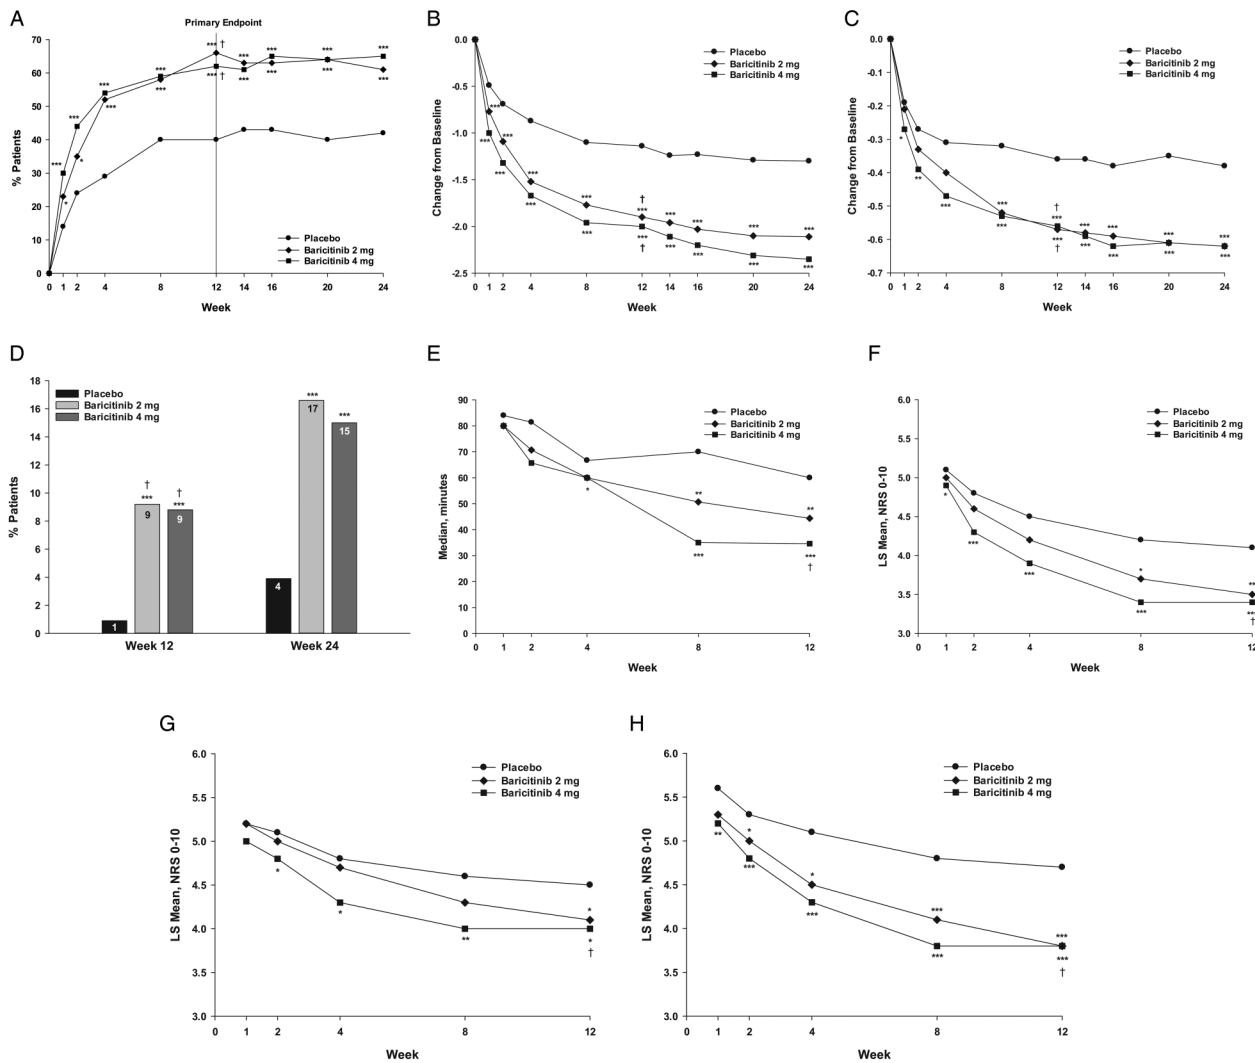 A
Primary Endpoint
% Patients
70
60
50
40
30
20
10
0
*** † *** *** *** ***
*** † *** *** *** ***
*** *** *** ***
*** *** * *
Placebo
Baricitinib 2 mg
Baricitinib 4 mg
0 1 2 4 8 12 14 16 20 24
Week
B
Change from Baseline
0.0
-0.5
-1.0
-1.5
-2.0
-2.5
Placebo
Baricitinib 2 mg
Baricitinib 4 mg
*** *** *** *** † *** *** *** *** ***
*** *** *** *** *** † *** *** *** ***
0 1 2 4 8 12 14 16 20 24
Week
C
Change from Baseline
0.0
-0.1
-0.2
-0.3
-0.4
-0.5
-0.6
-0.7
Placebo
Baricitinib 2 mg
Baricitinib 4 mg
*** † *** *** *** *** ***
* ** *** *** *** † *** *** *** ***
0 1 2 4 8 12 14 16 20 24
Week
D
% Patients
18
16
14
12
10
8
6
4
2
0
Placebo
Baricitinib 2 mg
Baricitinib 4 mg
† †
*** ***
1 9 9
*** ***
4 17 15
Week 12 Week 24
E
Median, minutes
90
80
70
60
50
40
30
20
10
0
Placebo
Baricitinib 2 mg
Baricitinib 4 mg
** **
* *** ***
†
0 1 2 4 8 12
Week
F
LS Mean, NRS 0-10
6.0
5.5
5.0
4.5
4.0
3.5
3.0
Placebo
Baricitinib 2 mg
Baricitinib 4 mg
* **
* *** *** *** ***
†
0 1 2 4 8 12
Week
G
LS Mean, NRS 0-10
6.0
5.5
5.0
4.5
4.0
3.5
3.0
Placebo
Baricitinib 2 mg
Baricitinib 4 mg
*
* * ** *
†
0 1 2 4 8 12
Week
H
LS Mean, NRS 0-10
6.0
5.5
5.0
4.5
4.0
3.5
3.0
Placebo
Baricitinib 2 mg
Baricitinib 4 mg
* * *** ***
** *** *** *** ***
†
0 1 2 4 8 12
Week